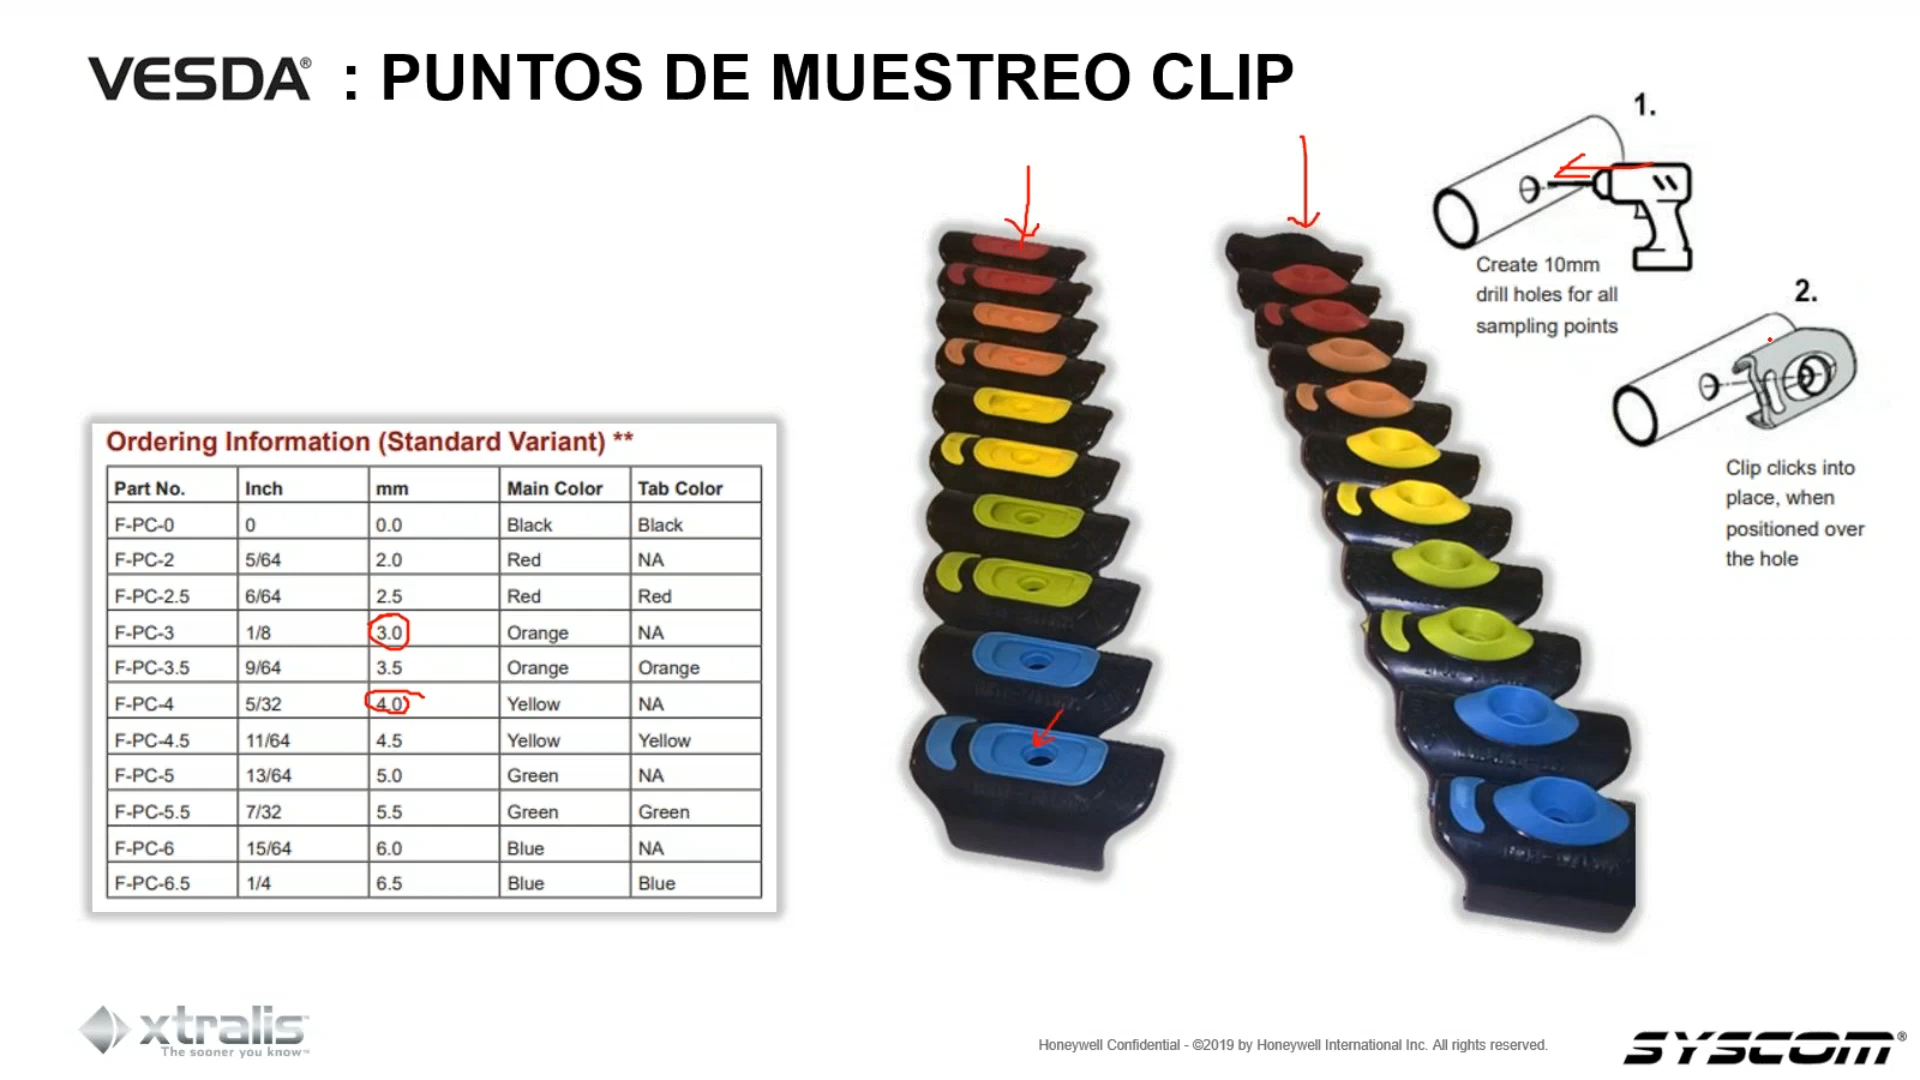 VESDA® : PUNTOS DE MUESTREO CLIP
1.
Create 10mm
drill holes for all
sampling points
2.
Clip clicks into
place, when
positioned over
the hole
Ordering Information (Standard Variant) **
Part No. Inch mm Main Color Tab Color
F-PC-0 0 0.0 Black Black
F-PC-2 5/64 2.0 Red NA
F-PC-2.5 6/64 2.5 Red Red
F-PC-3 1/8 3.0 Orange NA
F-PC-3.5 9/64 3.5 Orange Orange
F-PC-4 5/32 4.0 Yellow NA
F-PC-4.5 11/64 4.5 Yellow Yellow
F-PC-5 13/64 5.0 Green NA
F-PC-5.5 7/32 5.5 Green Green
F-PC-6 15/64 6.0 Blue NA
F-PC-6.5 1/4 6.5 Blue Blue
xtralis™
The sooner you know™
Honeywell Confidential - ©2019 by Honeywell International Inc. All rights reserved.
SYSCOM®